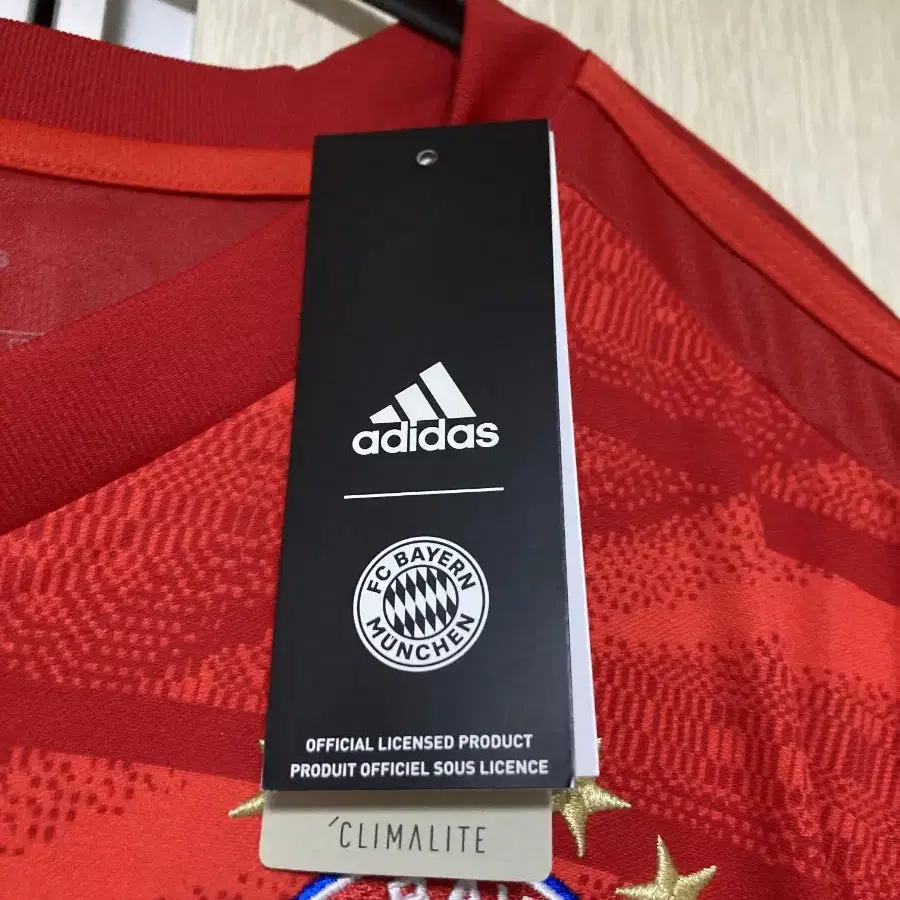 adidas
FC BAYERN
MÜNCHEN
OFFICIAL LICENSED PRODUCT
PRODUIT OFFICIEL SOUS LICENCE
´CLIMALITE